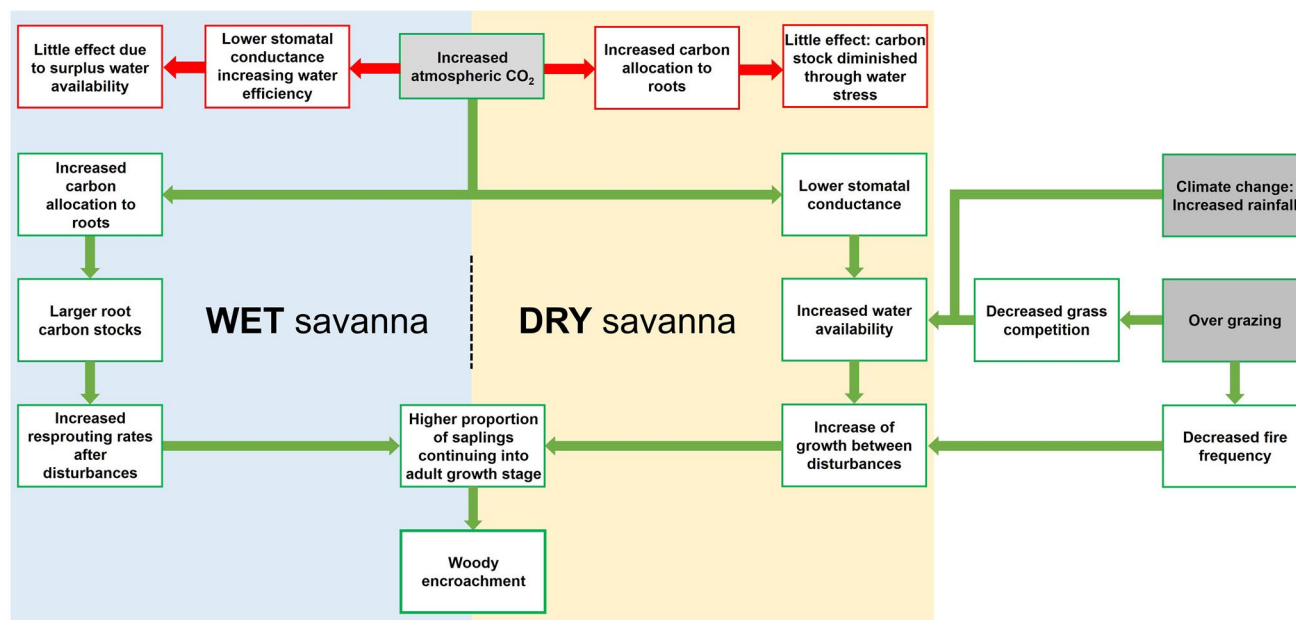 Little effect due
to surplus water
availability
Lower stomatal
conductance
increasing water
efficiency
Increased
atmospheric CO₂
Increased carbon
allocation to
roots
Little effect: carbon
stock diminished
through water
stress
Increased
carbon
allocation to
roots
Lower stomatal
conductance
Climate change:
Increased rainfall
Larger root
carbon stocks
WET savanna
DRY savanna
Increased water
availability
Decreased grass
competition
Over grazing
Increased
resprouting rates
after
disturbances
Higher proportion
of saplings
continuing into
adult growth stage
Increase of
growth between
disturbances
Decreased fire
frequency
Woody
encroachment